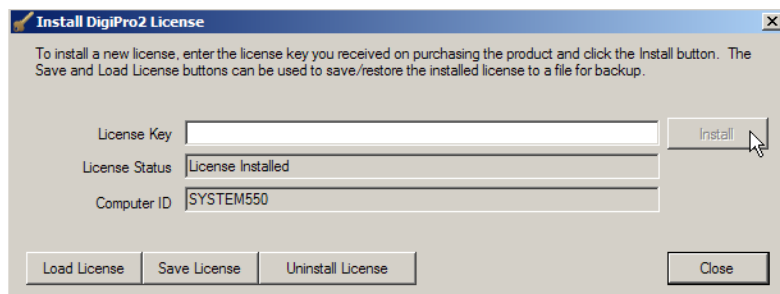 Install DigiPro2 License
To install a new license, enter the license key you received on purchasing the product and click the Install button.  The
Save and Load License buttons can be used to save/restore the installed license to a file for backup.
License Key
Install
License Status
License Installed
Computer ID
SYSTEM550
Load License
Save License
Uninstall License
Close